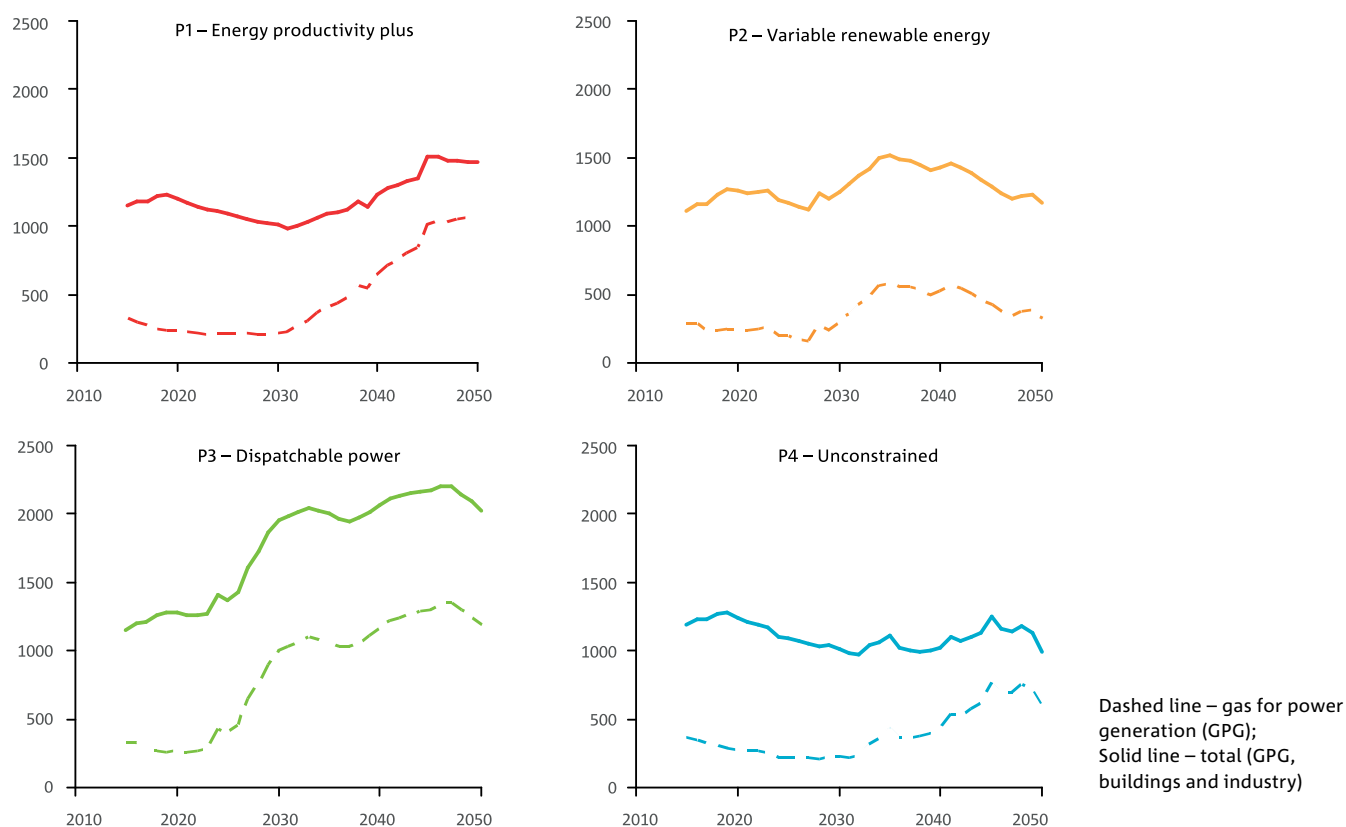 P1 – Energy productivity plus
2500
2000
1500
1000
500
0
2010 2020 2030 2040 2050
P2 – Variable renewable energy
2500
2000
1500
1000
500
0
2010 2020 2030 2040 2050
P3 – Dispatchable power
2500
2000
1500
1000
500
0
2010 2020 2030 2040 2050
P4 – Unconstrained
2500
2000
1500
1000
500
0
2010 2020 2030 2040 2050
Dashed line – gas for power
generation (GPG);
Solid line – total (GPG,
buildings and industry)